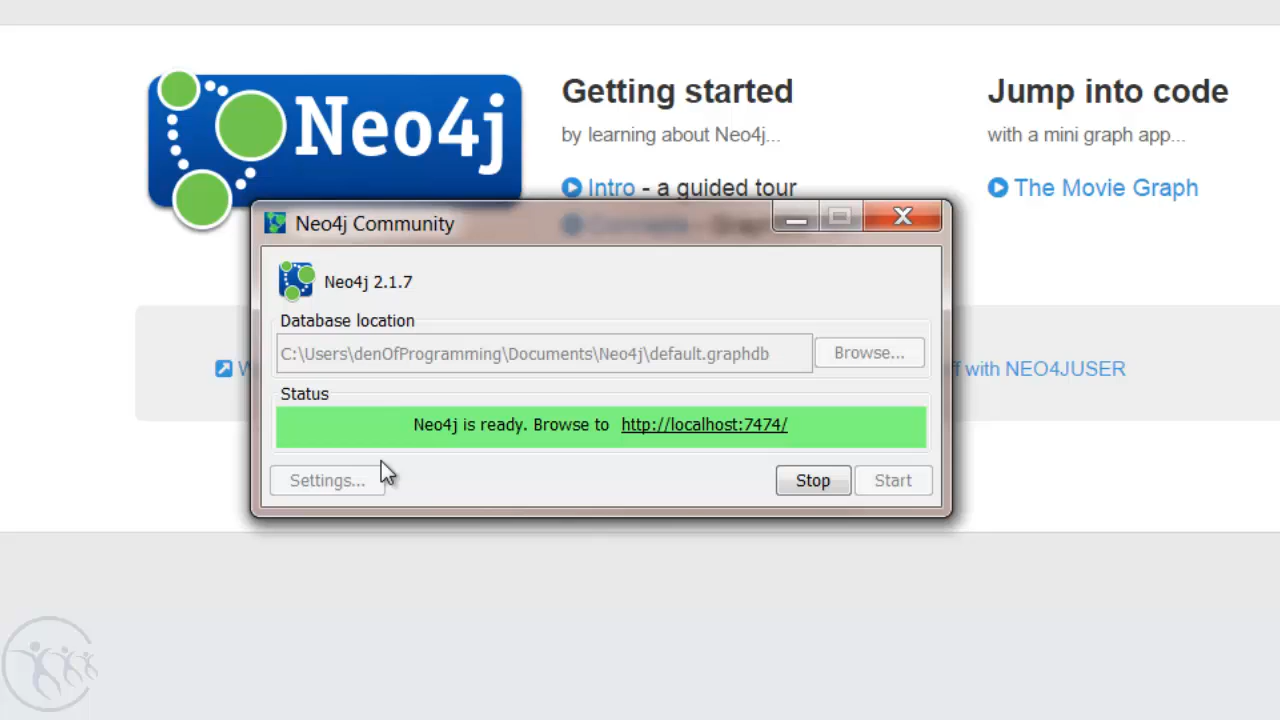 Neo4j
Getting started
by learning about Neo4j...
Intro - a guided tour
Jump into code
with a mini graph app...
The Movie Graph
Neo4j Community
Neo4j 2.1.7
Database location
C:\Users\denOfProgramming\Documents\Neo4j\default.graphdb
Browse...
Status
Neo4j is ready. Browse to http://localhost:7474/
Settings...
Stop
Start
with NEO4JUSER